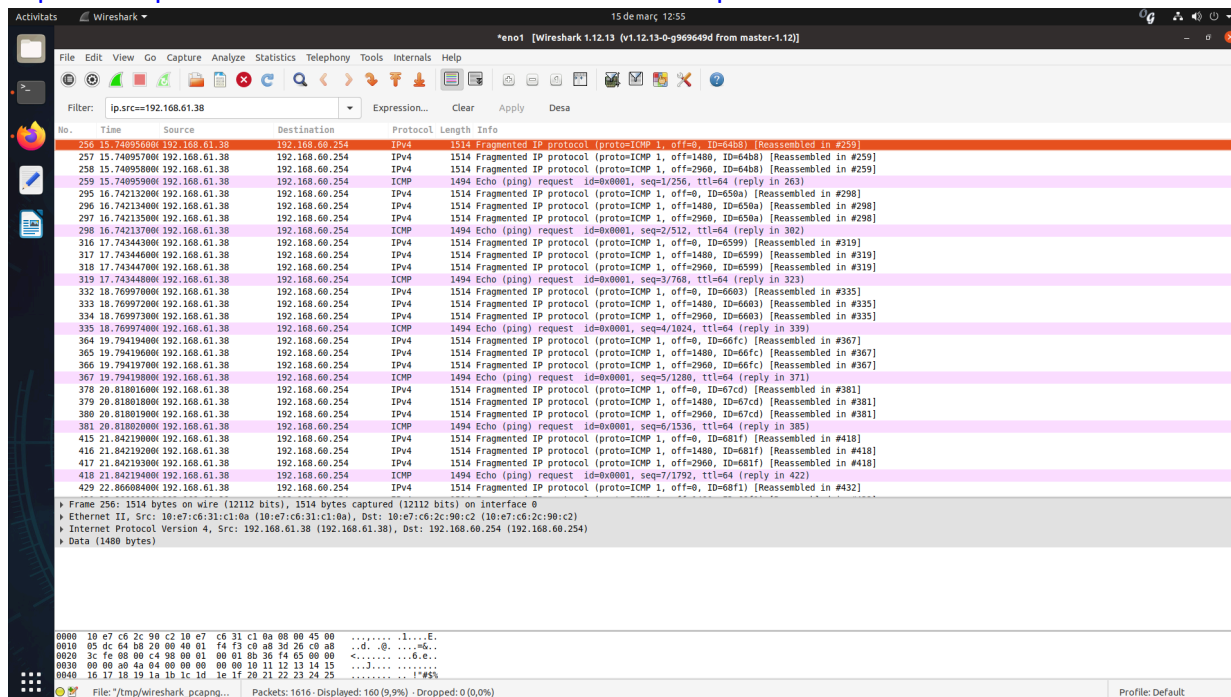 Activitats Wireshark 15 de març 12:55
*eno1 [Wireshark 1.12.13 (v1.12.13-0-g969649d from master-1.12)]
File Edit View Go Capture Analyze Statistics Telephony Tools Internals Help
Filter: ip.src==192.168.61.38 Expression... Clear Apply Desa
No. Time Source Destination Protocol Length Info
256 15.740956000 192.168.61.38 192.168.60.254 IPv4 1514 Fragmented IP protocol (proto=ICMP 1, off=0, ID=64b8) [Reassembled in #259]
257 15.740957000 192.168.61.38 192.168.60.254 IPv4 1514 Fragmented IP protocol (proto=ICMP 1, off=1480, ID=64b8) [Reassembled in #259]
258 15.740958000 192.168.61.38 192.168.60.254 IPv4 1514 Fragmented IP protocol (proto=ICMP 1, off=2960, ID=64b8) [Reassembled in #259]
259 15.740959000 192.168.61.38 192.168.60.254 ICMP 1494 Echo (ping) request id=0x0001, seq=1/256, ttl=64 (reply in 263)
295 16.742132000 192.168.61.38 192.168.60.254 IPv4 1514 Fragmented IP protocol (proto=ICMP 1, off=0, ID=650a) [Reassembled in #298]
296 16.742134000 192.168.61.38 192.168.60.254 IPv4 1514 Fragmented IP protocol (proto=ICMP 1, off=1480, ID=650a) [Reassembled in #298]
297 16.742135000 192.168.61.38 192.168.60.254 IPv4 1514 Fragmented IP protocol (proto=ICMP 1, off=2960, ID=650a) [Reassembled in #298]
298 16.742137000 192.168.61.38 192.168.60.254 ICMP 1494 Echo (ping) request id=0x0001, seq=2/512, ttl=64 (reply in 302)
316 17.743443000 192.168.61.38 192.168.60.254 IPv4 1514 Fragmented IP protocol (proto=ICMP 1, off=0, ID=6599) [Reassembled in #319]
317 17.743446000 192.168.61.38 192.168.60.254 IPv4 1514 Fragmented IP protocol (proto=ICMP 1, off=1480, ID=6599) [Reassembled in #319]
318 17.743447000 192.168.61.38 192.168.60.254 IPv4 1514 Fragmented IP protocol (proto=ICMP 1, off=2960, ID=6599) [Reassembled in #319]
319 17.743448000 192.168.61.38 192.168.60.254 ICMP 1494 Echo (ping) request id=0x0001, seq=3/768, ttl=64 (reply in 323)
332 18.769970000 192.168.61.38 192.168.60.254 IPv4 1514 Fragmented IP protocol (proto=ICMP 1, off=0, ID=6603) [Reassembled in #335]
333 18.769972000 192.168.61.38 192.168.60.254 IPv4 1514 Fragmented IP protocol (proto=ICMP 1, off=1480, ID=6603) [Reassembled in #335]
334 18.769973000 192.168.61.38 192.168.60.254 IPv4 1514 Fragmented IP protocol (proto=ICMP 1, off=2960, ID=6603) [Reassembled in #335]
335 18.769974000 192.168.61.38 192.168.60.254 ICMP 1494 Echo (ping) request id=0x0001, seq=4/1024, ttl=64 (reply in 339)
364 19.794194000 192.168.61.38 192.168.60.254 IPv4 1514 Fragmented IP protocol (proto=ICMP 1, off=0, ID=66fc) [Reassembled in #367]
365 19.794196000 192.168.61.38 192.168.60.254 IPv4 1514 Fragmented IP protocol (proto=ICMP 1, off=1480, ID=66fc) [Reassembled in #367]
366 19.794197000 192.168.61.38 192.168.60.254 IPv4 1514 Fragmented IP protocol (proto=ICMP 1, off=2960, ID=66fc) [Reassembled in #367]
367 19.794198000 192.168.61.38 192.168.60.254 ICMP 1494 Echo (ping) request id=0x0001, seq=5/1280, ttl=64 (reply in 371)
378 20.818016000 192.168.61.38 192.168.60.254 IPv4 1514 Fragmented IP protocol (proto=ICMP 1, off=0, ID=67cd) [Reassembled in #381]
379 20.818018000 192.168.61.38 192.168.60.254 IPv4 1514 Fragmented IP protocol (proto=ICMP 1, off=1480, ID=67cd) [Reassembled in #381]
380 20.818019000 192.168.61.38 192.168.60.254 IPv4 1514 Fragmented IP protocol (proto=ICMP 1, off=2960, ID=67cd) [Reassembled in #381]
381 20.818020000 192.168.61.38 192.168.60.254 ICMP 1494 Echo (ping) request id=0x0001, seq=6/1536, ttl=64 (reply in 385)
415 21.842190000 192.168.61.38 192.168.60.254 IPv4 1514 Fragmented IP protocol (proto=ICMP 1, off=0, ID=681f) [Reassembled in #418]
416 21.842192000 192.168.61.38 192.168.60.254 IPv4 1514 Fragmented IP protocol (proto=ICMP 1, off=1480, ID=681f) [Reassembled in #418]
417 21.842193000 192.168.61.38 192.168.60.254 IPv4 1514 Fragmented IP protocol (proto=ICMP 1, off=2960, ID=681f) [Reassembled in #418]
418 21.842194000 192.168.61.38 192.168.60.254 ICMP 1494 Echo (ping) request id=0x0001, seq=7/1792, ttl=64 (reply in 422)
429 22.866084000 192.168.61.38 192.168.60.254 IPv4 1514 Fragmented IP protocol (proto=ICMP 1, off=0, ID=68f1) [Reassembled in #432]
Frame 256: 1514 bytes on wire (12112 bits), 1514 bytes captured (12112 bits) on interface 0
Ethernet II, Src: 10:e7:c6:31:c1:0a (10:e7:c6:31:c1:0a), Dst: 10:e7:c6:2c:90:c2 (10:e7:c6:2c:90:c2)
Internet Protocol Version 4, Src: 192.168.61.38 (192.168.61.38), Dst: 192.168.60.254 (192.168.60.254)
Data (1480 bytes)
0000 10 e7 c6 2c 90 c2 10 e7 c6 31 c1 0a 08 00 45 00 ...,.... .1....E.
0010 05 dc 64 b8 20 00 40 01 f4 f3 c0 a8 3d 26 c0 a8 ..d. .@. ....=&..
0020 3c fe 08 00 c4 98 00 01 00 01 8b 36 f4 65 00 00 <....... ...6.e..
0030 00 00 a0 4a 04 00 00 00 00 00 10 11 12 13 14 15 ...J.... ........
0040 16 17 18 19 1a 1b 1c 1d 1e 1f 20 21 22 23 24 25 ........ .. !"#$%
File: "/tmp/wireshark_pcapng... Packets: 1616 · Displayed: 160 (9,9%) · Dropped: 0 (0,0%) Profile: Default